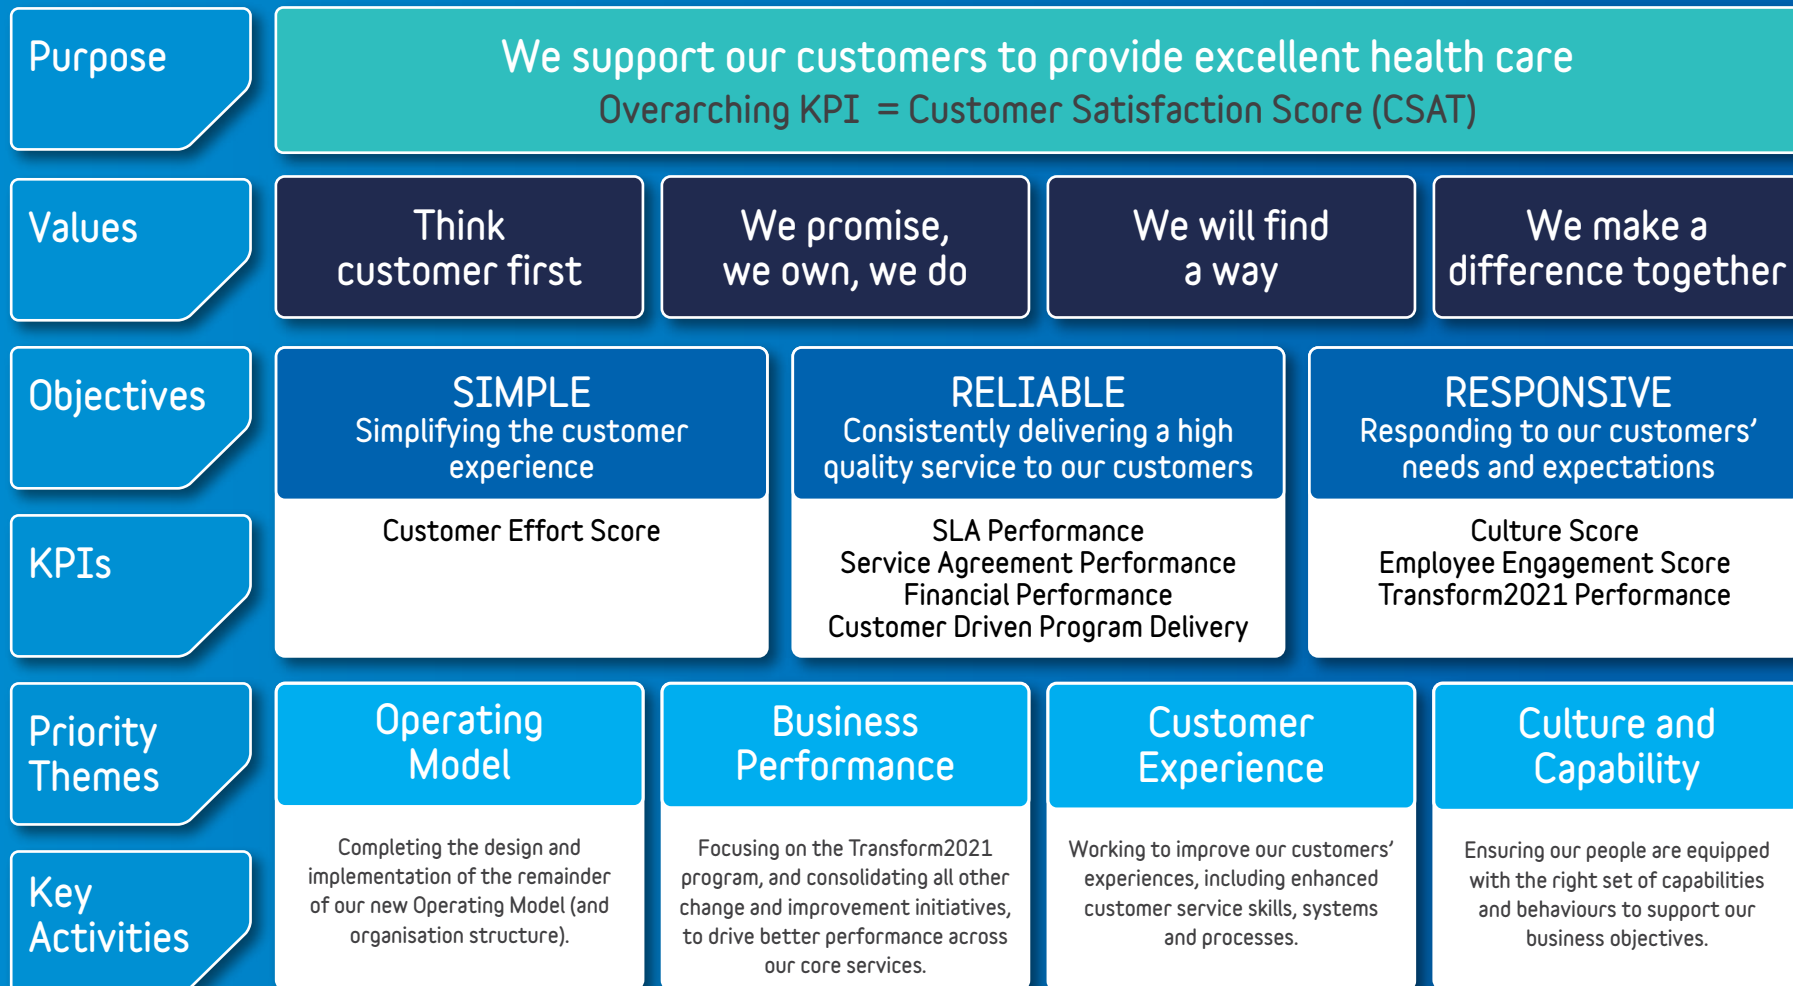 Purpose
We support our customers to provide excellent health care
Overarching KPI = Customer Satisfaction Score (CSAT)
Values
Think
customer first
We promise,
we own, we do
We will find
a way
We make a
difference together
Objectives
SIMPLE
Simplifying the customer
experience
RELIABLE
Consistently delivering a high
quality service to our customers
RESPONSIVE
Responding to our customers’
needs and expectations
KPIs
Customer Effort Score
SLA Performance
Service Agreement Performance
Financial Performance
Customer Driven Program Delivery
Culture Score
Employee Engagement Score
Transform2021 Performance
Priority
Themes
Operating
Model
Business
Performance
Customer
Experience
Culture and
Capability
Key
Activities
Completing the design and
implementation of the remainder
of our new Operating Model (and
organisation structure).
Focusing on the Transform2021
program, and consolidating all other
change and improvement initiatives,
to drive better performance across
our core services.
Working to improve our customers’
experiences, including enhanced
customer service skills, systems
and processes.
Ensuring our people are equipped
with the right set of capabilities
and behaviours to support our
business objectives.